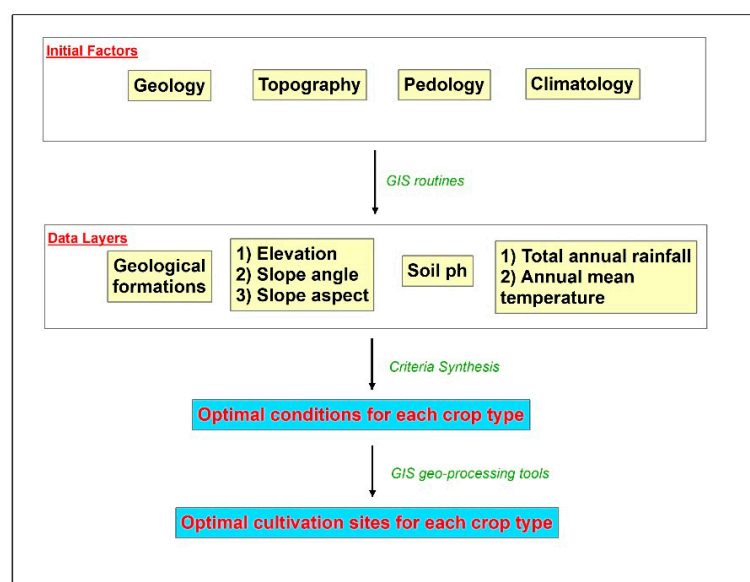 Initial Factors
Geology
Topography
Pedology
Climatology
GIS routines
Data Layers
Geological
formations
1) Elevation
2) Slope angle
3) Slope aspect
Soil ph
1) Total annual rainfall
2) Annual mean
temperature
Criteria Synthesis
Optimal conditions for each crop type
GIS geo-processing tools
Optimal cultivation sites for each crop type